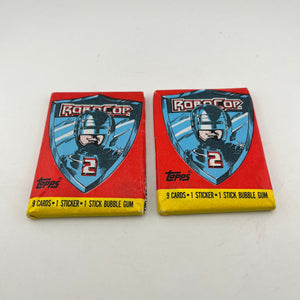 ROBOCOP
2
Topps
9 CARDS • 1 STICKER • 1 STICK BUBBLE GUM
ROBOCOP
2
Topps
9 CARDS • 1 STICKER • 1 STICK BUBBLE GUM